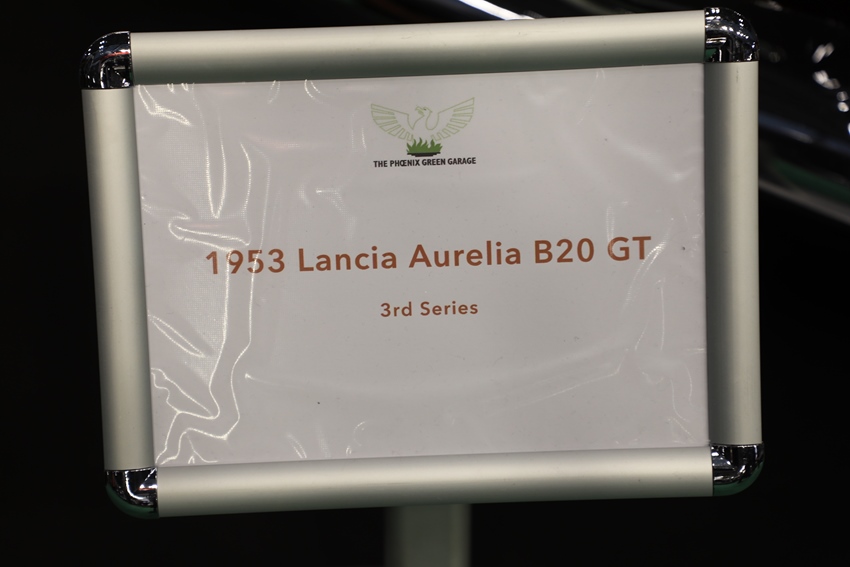 THE PHŒNIX GREEN GARAGE
1953 Lancia Aurelia B20 GT
3rd Series